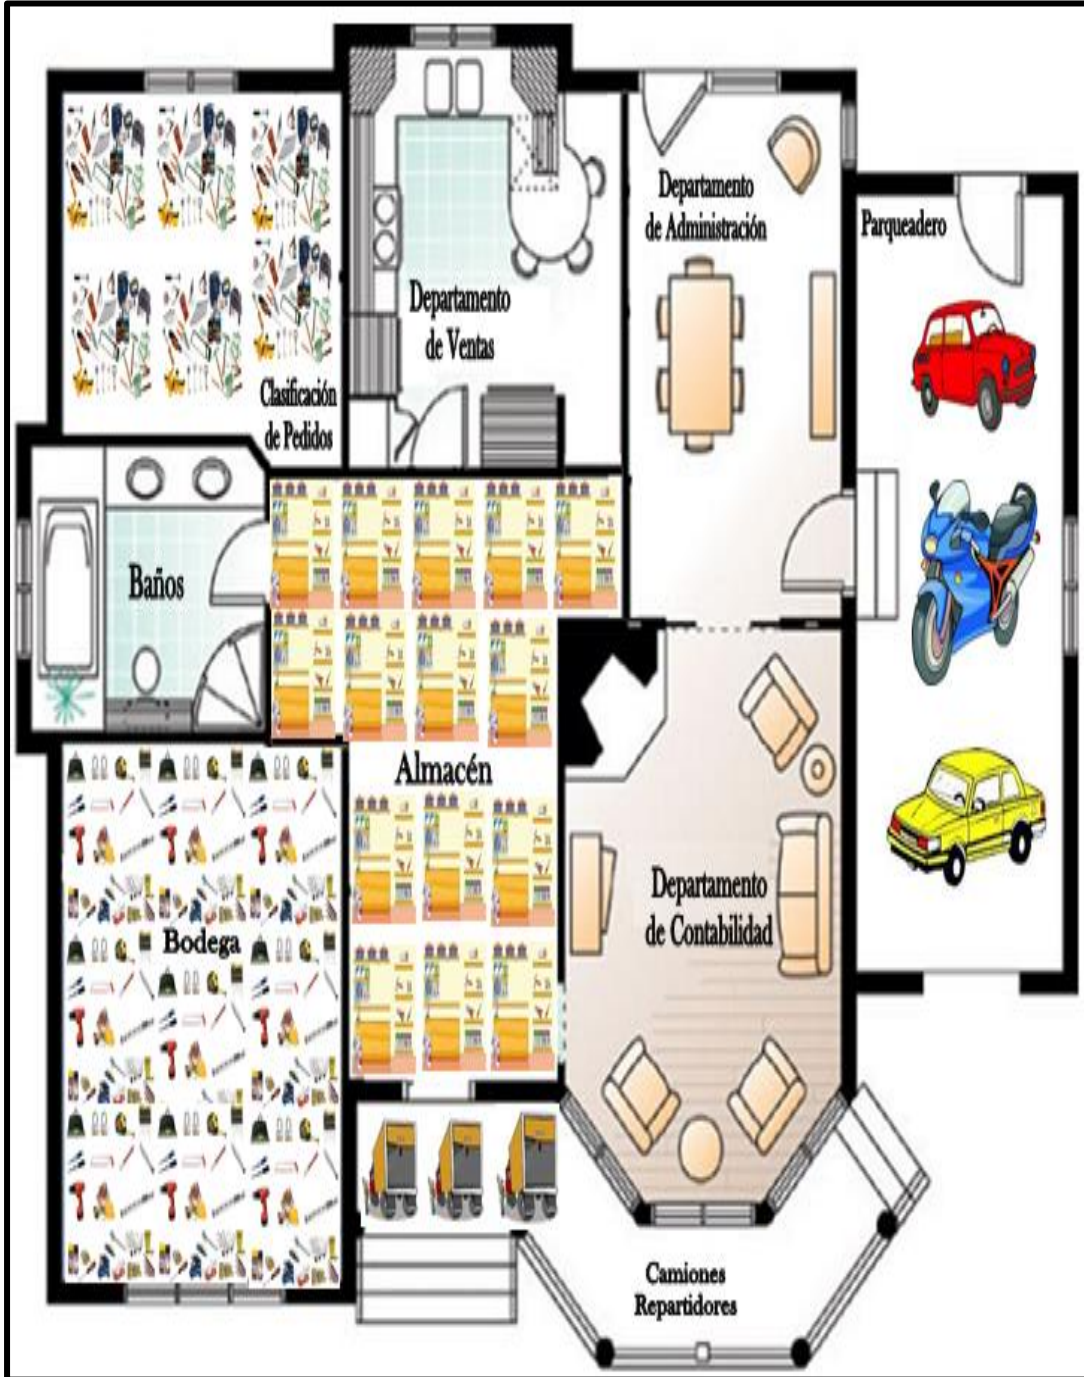 Departamento
de Administración
Parqueadero
Departamento
de Ventas
Clasificación
de Pedidos
Baños
Almacén
Departamento
de Contabilidad
Bodega
Camiones
Repartidores